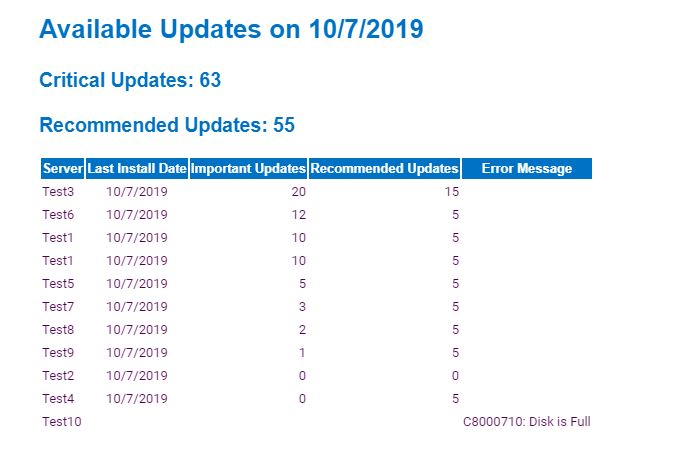 Available Updates on 10/7/2019
Critical Updates: 63
Recommended Updates: 55
Server Last Install Date Important Updates Recommended Updates Error Message
Test3 10/7/2019 20 15
Test6 10/7/2019 12 5
Test1 10/7/2019 10 5
Test1 10/7/2019 10 5
Test5 10/7/2019 5 5
Test7 10/7/2019 3 5
Test8 10/7/2019 2 5
Test9 10/7/2019 1 5
Test2 10/7/2019 0 0
Test4 10/7/2019 0 5
Test10 C8000710: Disk is Full